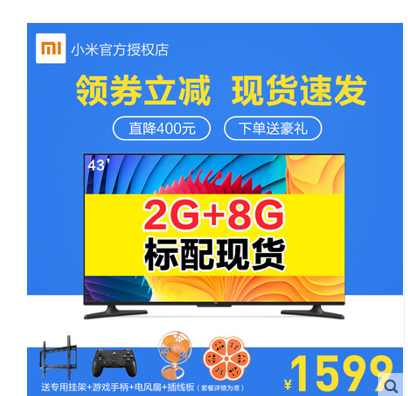 mi 小米官方授权店
领券立减 现货速发
直降400元 下单送豪礼
43'
2G+8G
标配现货
送专用挂架+游戏手柄+电风扇+插线板（套餐详情为准）
¥1599